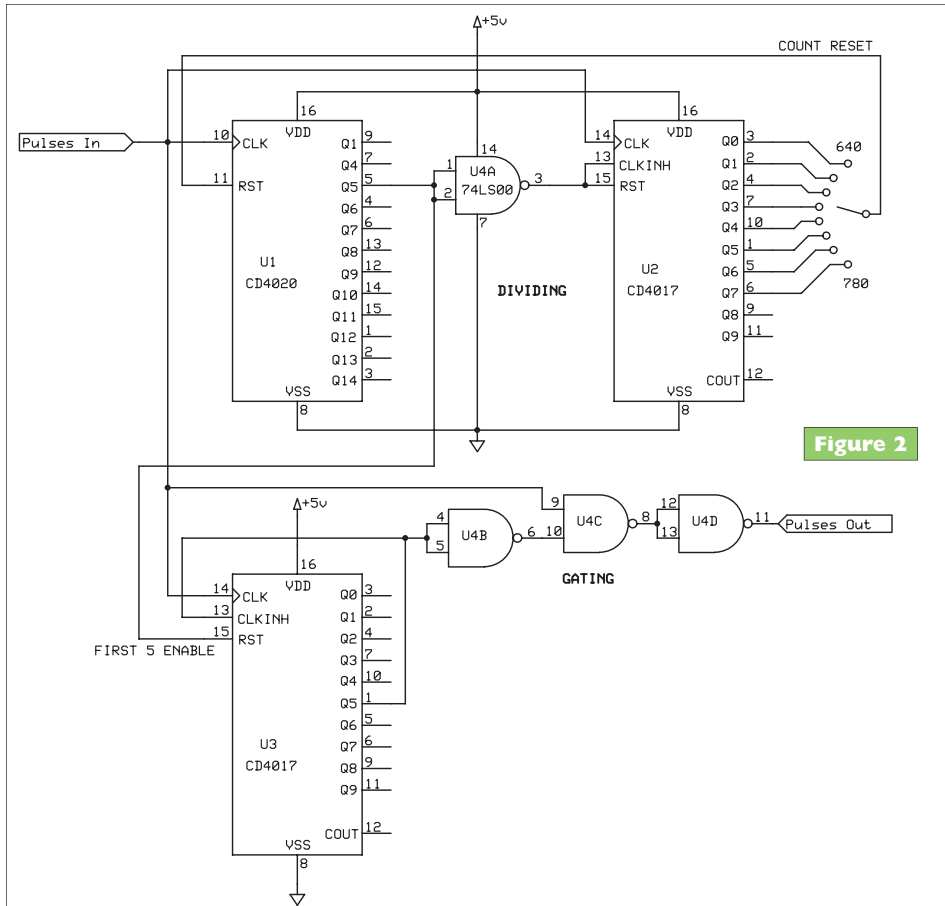 +5v
COUNT RESET
Pulses In
10 CLK
11 RST
16
VDD
Q1 9
Q4 7
Q5 5
Q6 4
Q7 6
Q8 13
Q9 12
Q10 14
Q11 15
Q12 1
Q13 2
Q14 3
U1
CD4020
VSS
8
1
2
14
U4A
74LS00
3
7
DIVIDING
14 CLK
13 CLKINH
15 RST
16
VDD
Q0 3
Q1 2
Q2 4
Q3 7
Q4 10
Q5 1
Q6 5
Q7 6
Q8 9
Q9 11
COUT 12
U2
CD4017
VSS
8
640
780
Figure 2
+5v
16
VDD
14 CLK
13 CLKINH
15 RST
FIRST 5 ENABLE
Q0 3
Q1 2
Q2 4
Q3 7
Q4 10
Q5 1
Q6 5
Q7 6
Q8 9
Q9 11
COUT 12
U3
CD4017
VSS
8
4
5
U4B
6
9
10
U4C
8
12
13
U4D
11
Pulses Out
GATING